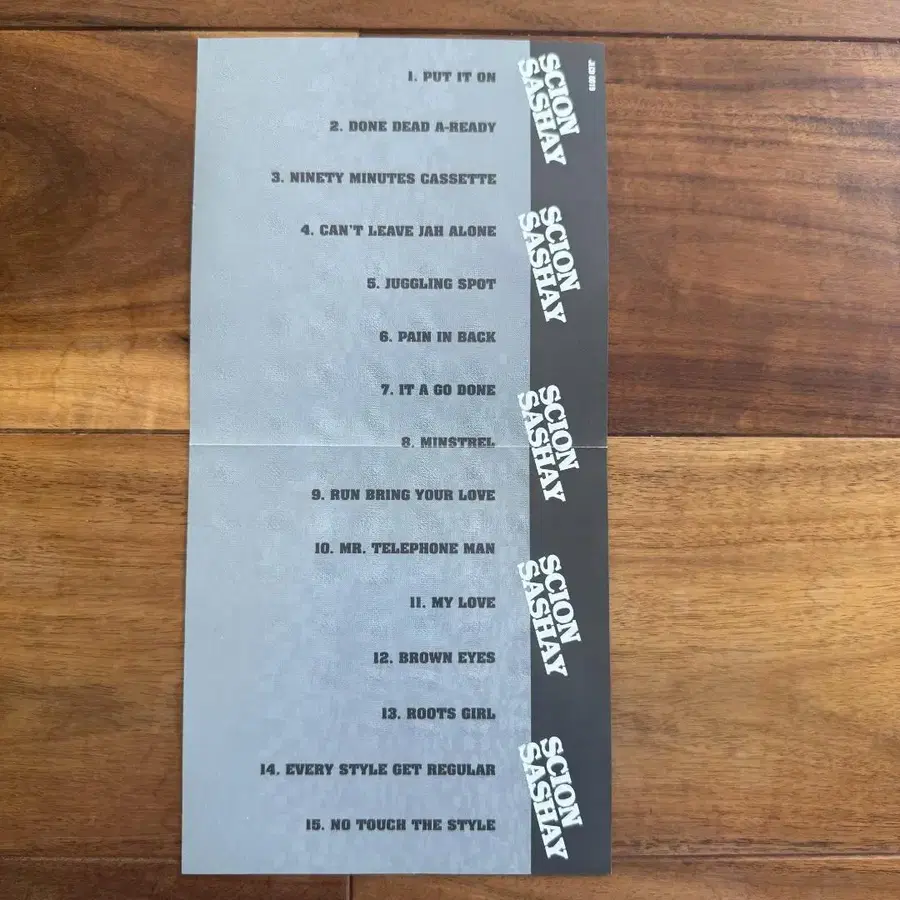 1. PUT IT ON
2. DONE DEAD A-READY
3. NINETY MINUTES CASSETTE
4. CAN'T LEAVE JAH ALONE
5. JUGGLING SPOT
6. PAIN IN BACK
7. IT A GO DONE
8. MINSTREL
9. RUN BRING YOUR LOVE
10. MR. TELEPHONE MAN
11. MY LOVE
12. BROWN EYES
13. ROOTS GIRL
14. EVERY STYLE GET REGULAR
15. NO TOUCH THE STYLE
SCION
SASHAY
SCION
SASHAY
SCION
SASHAY
SCION
SASHAY
SCION
SASHAY